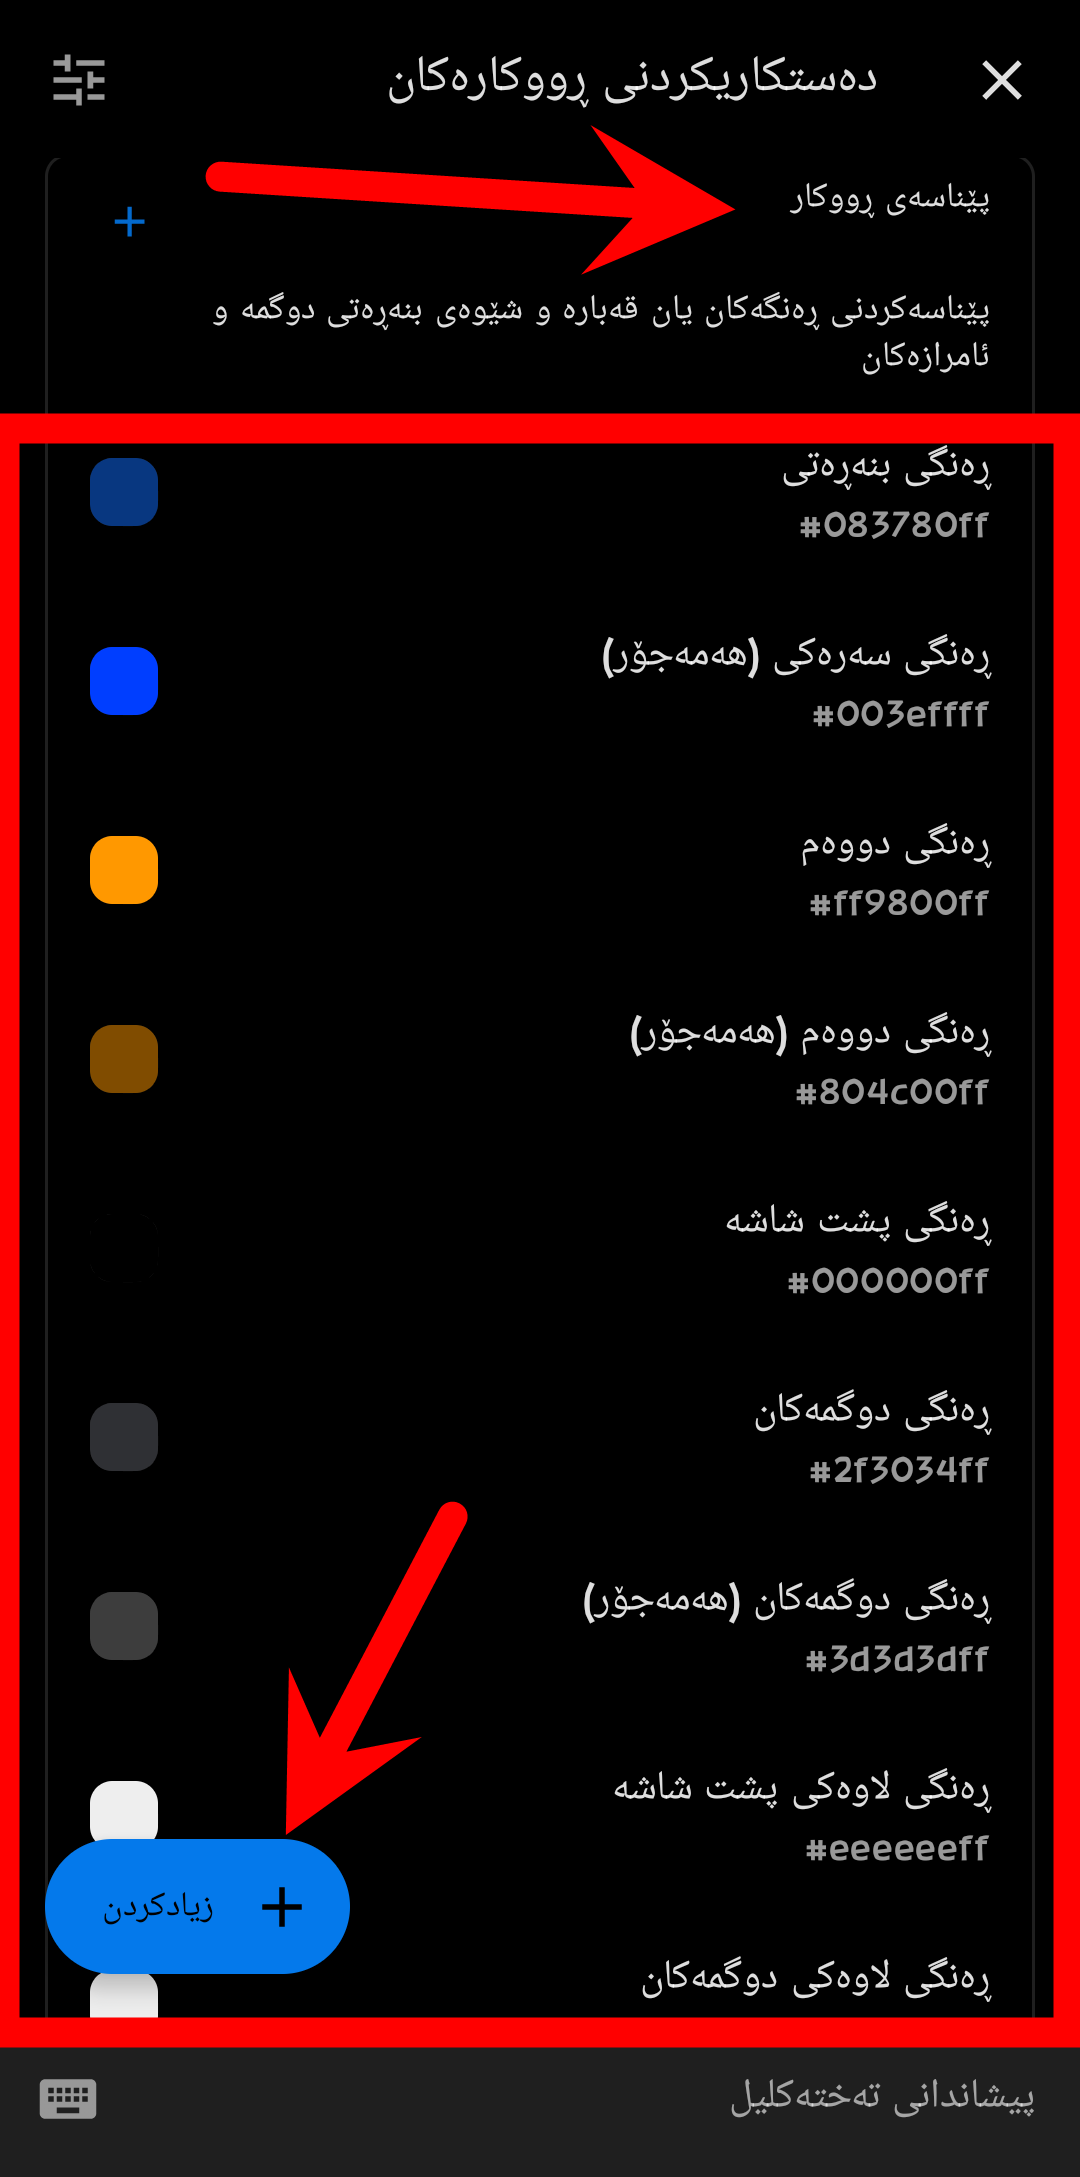 دەستکاریکردنی ڕووکارەکان
پێناسەی ڕووکار
پێناسەکردنی ڕەنگەکان یان قەبارە و شێوەی بنەڕەتی دوگمە و
ئامرازەکان
ڕەنگی بنەڕەتی
#083780ff
ڕەنگی سەرەکی (هەمەجۆر)
#003effff
ڕەنگی دووەم
#ff9800ff
ڕەنگی دووەم (هەمەجۆر)
#804c00ff
ڕەنگی پشت شاشە
#000000ff
ڕەنگی دوگمەکان
#2f3034ff
ڕەنگی دوگمەکان (هەمەجۆر)
#3d3d3dff
ڕەنگی لاوەکی پشت شاشە
#eeeeeeff
زیادکردن
ڕەنگی لاوەکی دوگمەکان
پیشاندانی تەختەکلیل